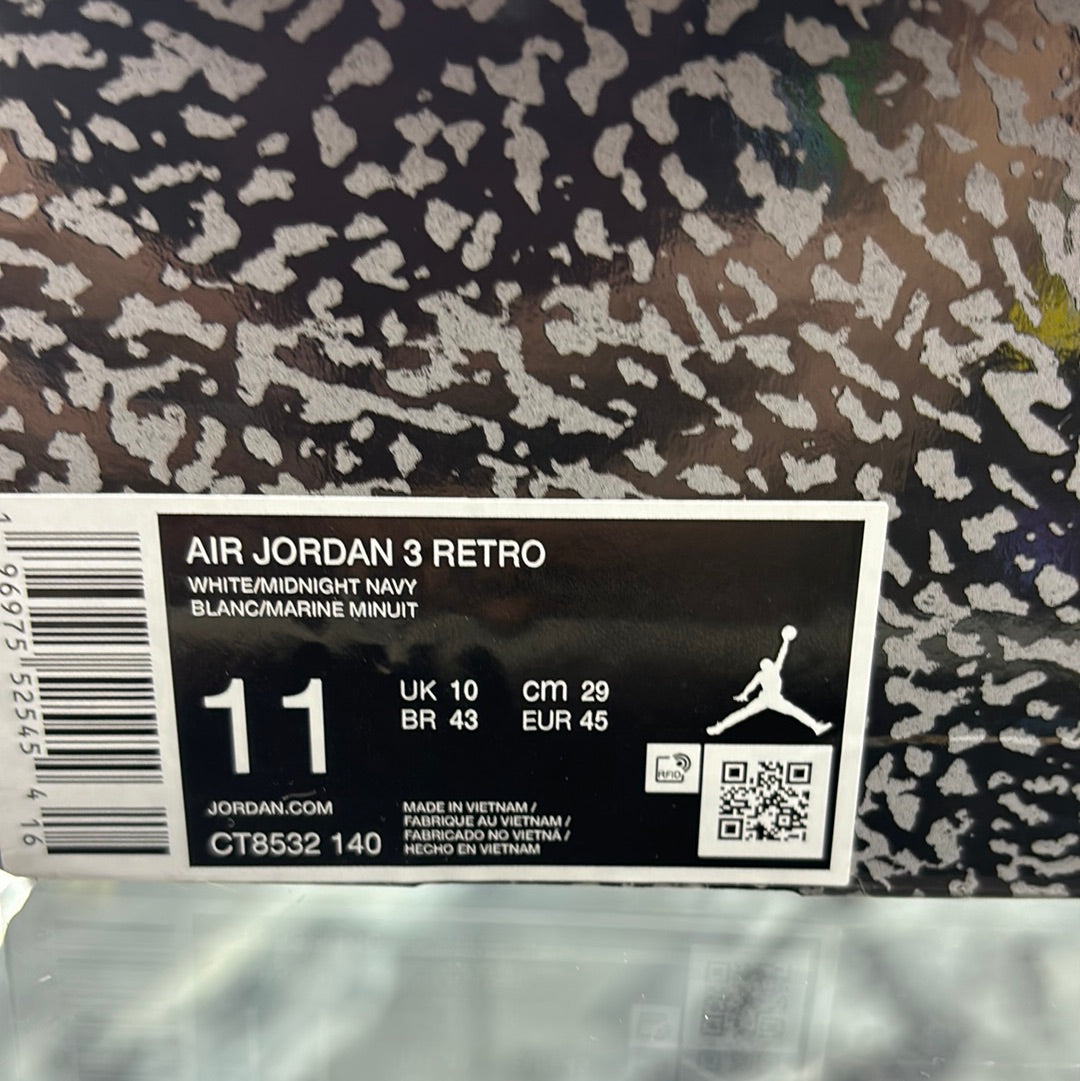 AIR JORDAN 3 RETRO
WHITE/MIDNIGHT NAVY
BLANC/MARINE MINUIT
11
UK 10 cm 29
BR 43 EUR 45
RFID
JORDAN.COM
CT8532 140
MADE IN VIETNAM /
FABRIQUE AU VIETNAM /
FABRICADO NO VIETNÁ /
HECHO EN VIETNAM
1 96975 52545 4 16